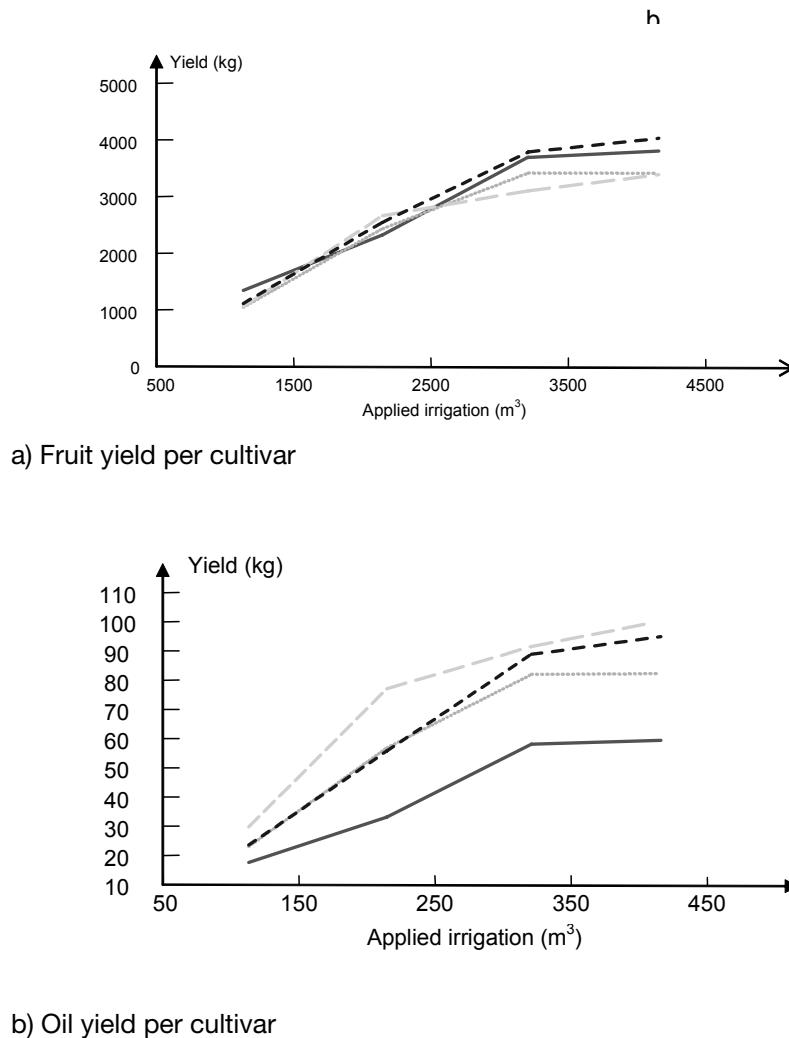 b
Yield (kg)
5000
4000
3000
2000
1000
0
500 1500 2500 3500 4500
Applied irrigation (m³)
a) Fruit yield per cultivar
Yield (kg)
110
100
90
80
70
60
50
40
30
20
10
50 150 250 350 450
Applied irrigation (m³)
b) Oil yield per cultivar